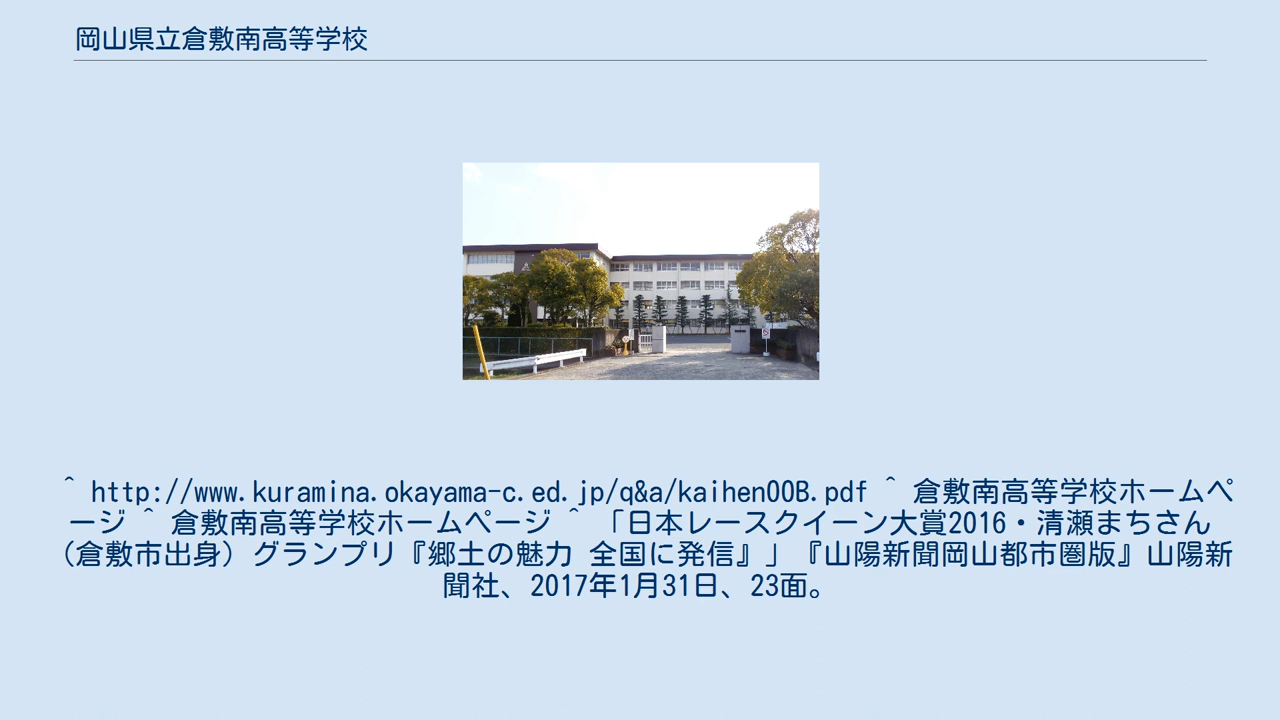 岡山県立倉敷南高等学校
^ http://www.kuramina.okayama-c.ed.jp/q&a/kaihen00B.pdf ^ 倉敷南高等学校ホームペ
ージ ^ 倉敷南高等学校ホームページ ^ 「日本レースクイーン大賞2016・清瀬まちさん
（倉敷市出身）グランプリ『郷土の魅力 全国に発信』」『山陽新聞岡山都市圏版』山陽新
聞社、2017年1月31日、23面。